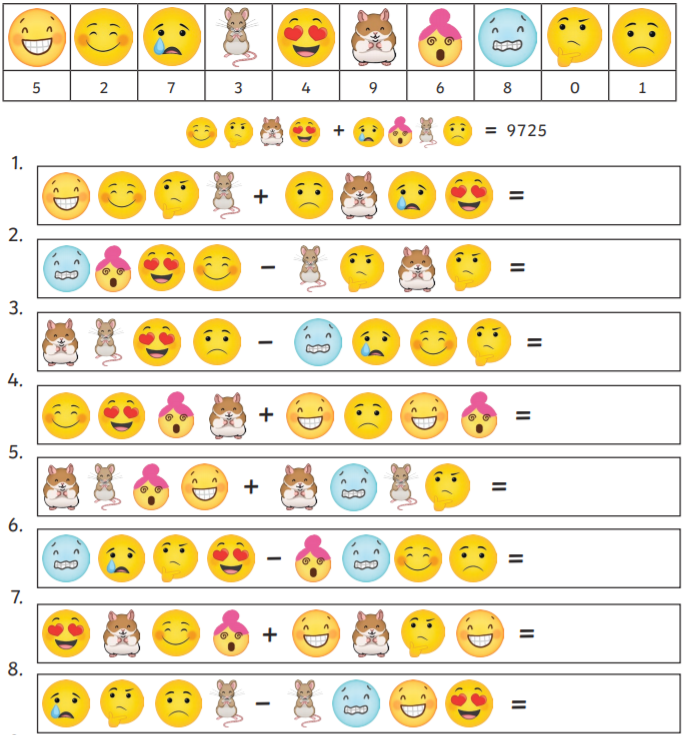 5 2 7 3 4 9 6 8 0 1
+ = 9725
1. + =
2. - =
3. - =
4. + =
5. + =
6. - =
7. + =
8. - =